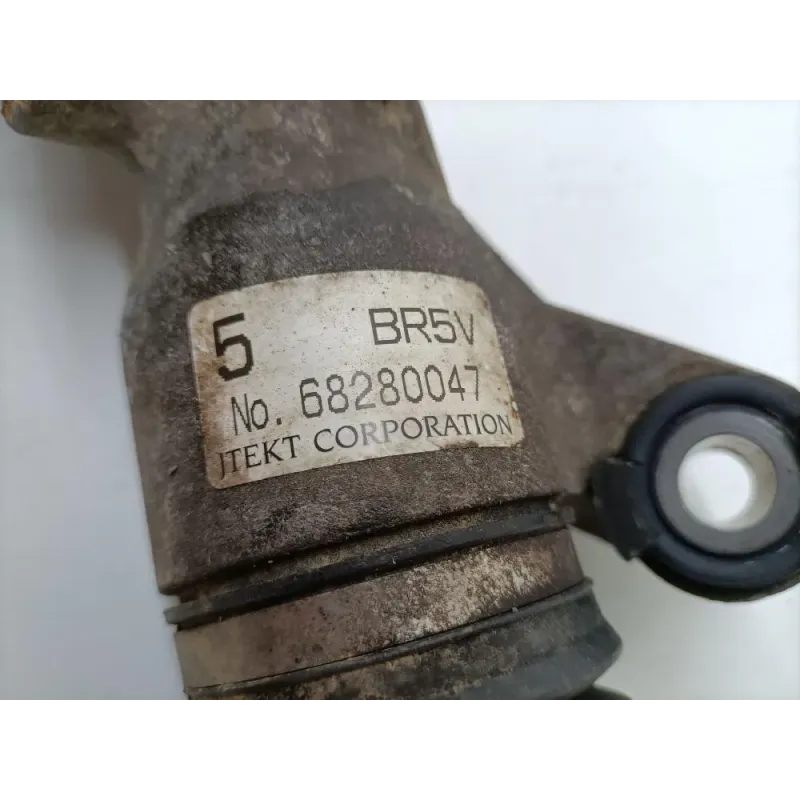 5 BR5V
No. 68280047
JTEKT CORPORATION